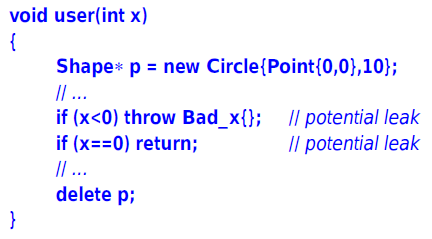 void user(int x)
{
Shape∗ p = new Circle{Point{0,0},10};
// ...
if (x<0) throw Bad_x{}; // potential leak
if (x==0) return; // potential leak
// ...
delete p;
}